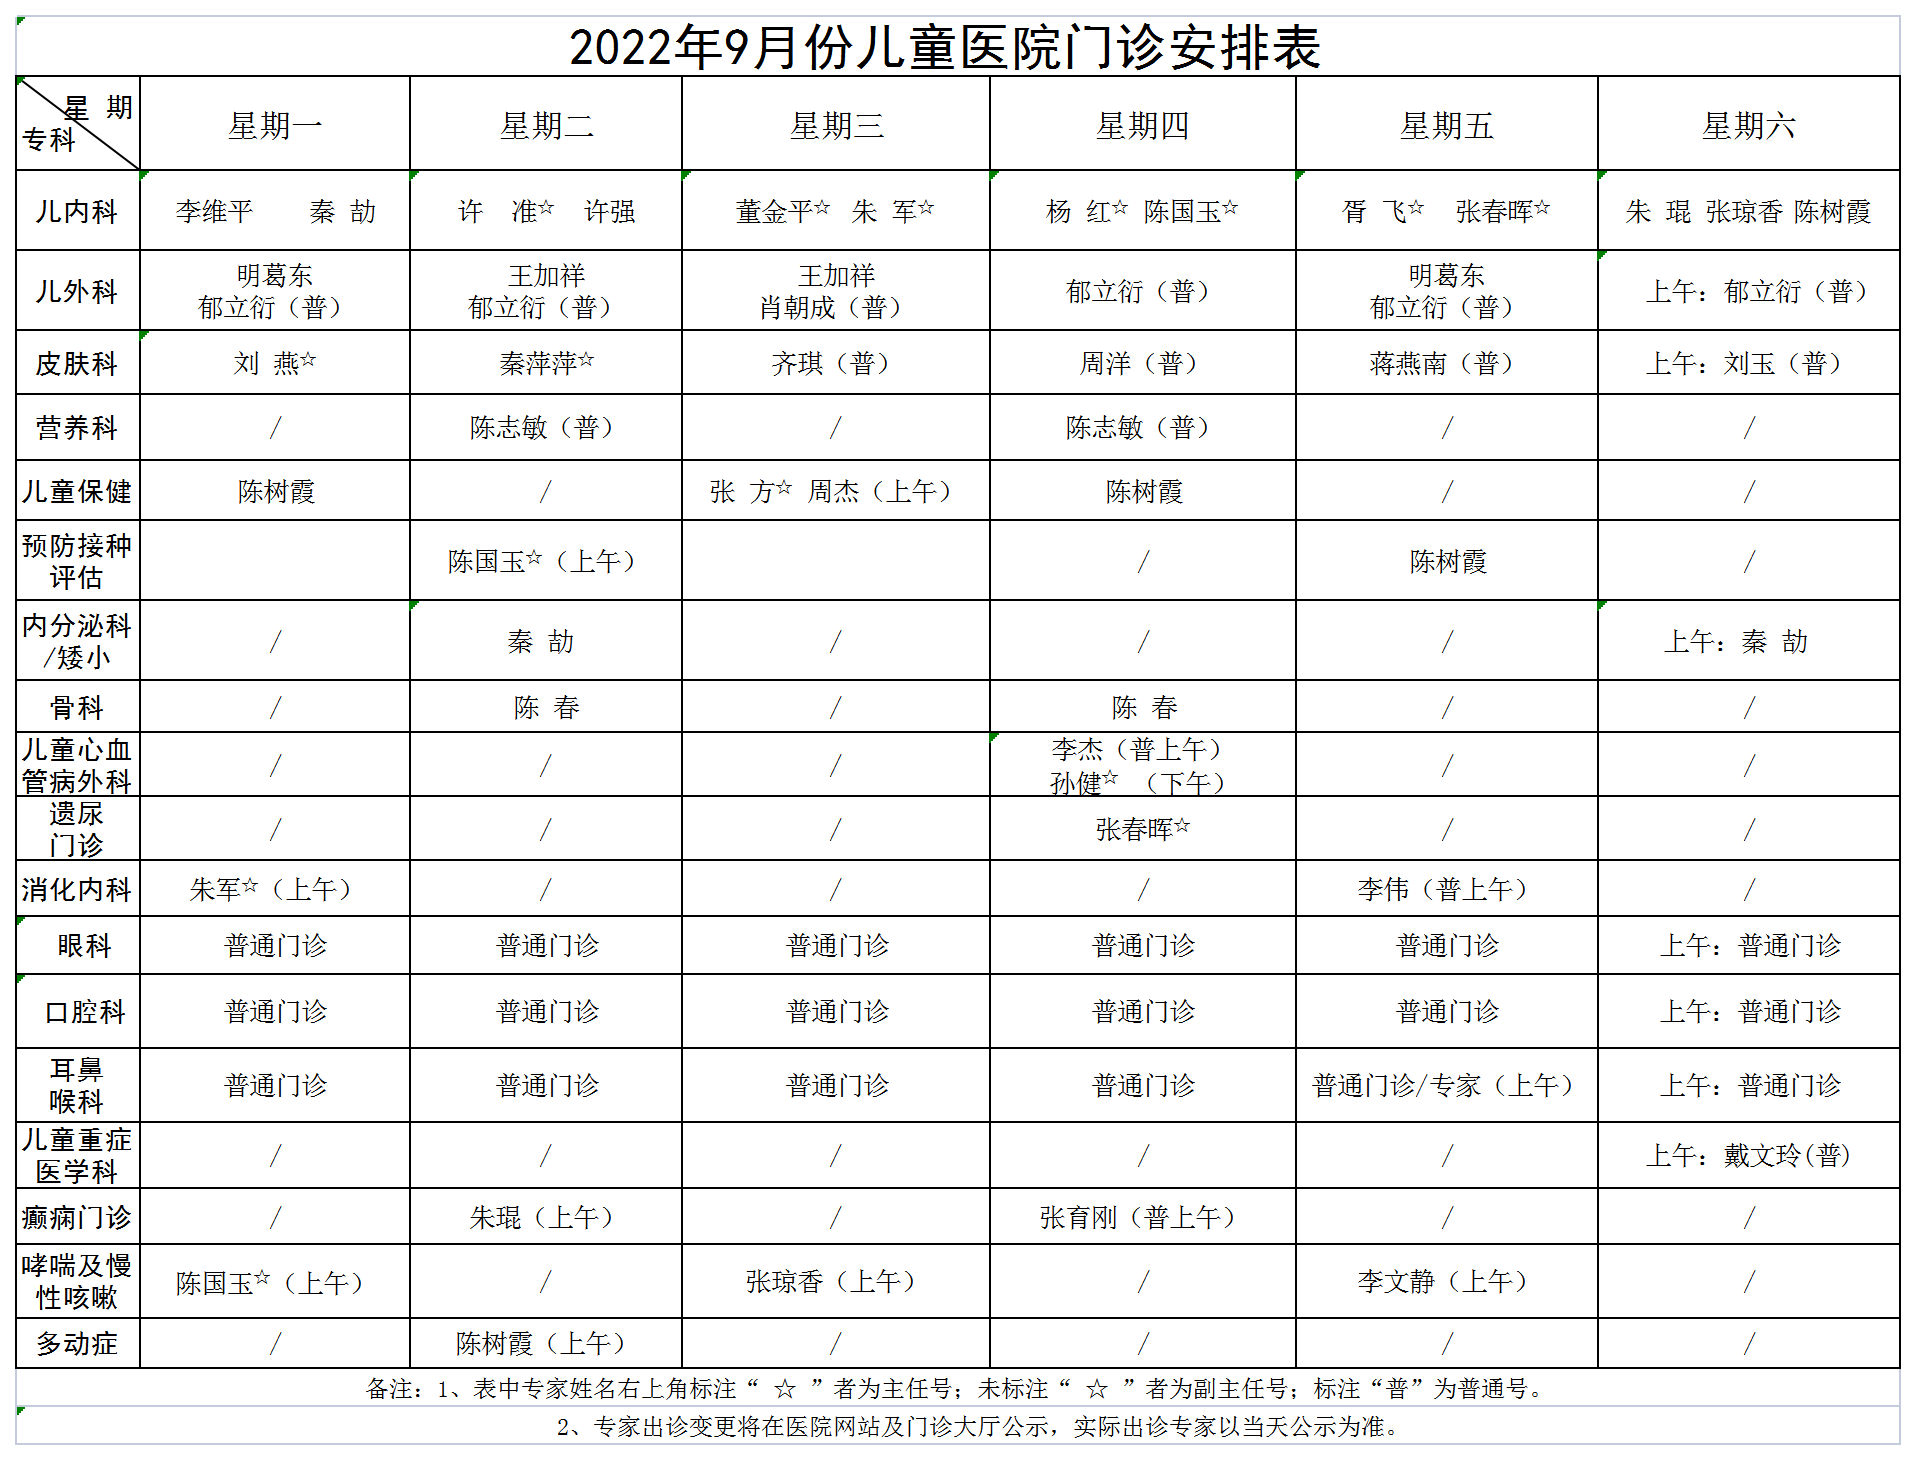 2022年9月份儿童医院门诊安排表
星 期
专科
星期一 星期二 星期三 星期四 星期五 星期六
儿内科 李维平 秦 劼 许 准☆ 许强 董金平☆ 朱 军☆ 杨 红☆ 陈国玉☆ 胥 飞☆ 张春晖☆ 朱 琨 张琼香 陈树霞
儿外科 明葛东 王加祥 王加祥 郁立衍（普） 明葛东 上午：郁立衍（普）
郁立衍（普） 郁立衍（普） 肖朝成（普） 郁立衍（普）
皮肤科 刘 燕☆ 秦萍萍☆ 齐琪（普） 周洋（普） 蒋燕南（普） 上午：刘玉（普）
营养科 / 陈志敏（普） / 陈志敏（普） / /
儿童保健 陈树霞 / 张 方☆ 周杰（上午） 陈树霞 / /
预防接种
评估 陈国玉☆（上午） / 陈树霞 /
内分泌科
/矮小 / 秦 劼 / / / 上午：秦 劼
骨科 / 陈 春 / 陈 春 / /
儿童心血
管病外科 / / / 李杰（普上午） / /
孙健☆ （下午）
遗尿
门诊 / / / 张春晖☆ / /
消化内科 朱军☆（上午） / / / 李伟（普上午） /
眼科 普通门诊 普通门诊 普通门诊 普通门诊 普通门诊 上午：普通门诊
口腔科 普通门诊 普通门诊 普通门诊 普通门诊 普通门诊 上午：普通门诊
耳鼻
喉科 普通门诊 普通门诊 普通门诊 普通门诊 普通门诊/专家（上午） 上午：普通门诊
儿童重症
医学科 / / / / / 上午：戴文玲(普)
癫痫门诊 / 朱琨（上午） / 张育刚（普上午） / /
哮喘及慢
性咳嗽 陈国玉☆（上午） / 张琼香（上午） / 李文静（上午） /
多动症 / 陈树霞（上午） / / / /
备注：1、表中专家姓名右上角标注“ ☆ ”者为主任号；未标注“ ☆ ”者为副主任号；标注“普”为普通号。
2、专家出诊变更将在医院网站及门诊大厅公示，实际出诊专家以当天公示为准。